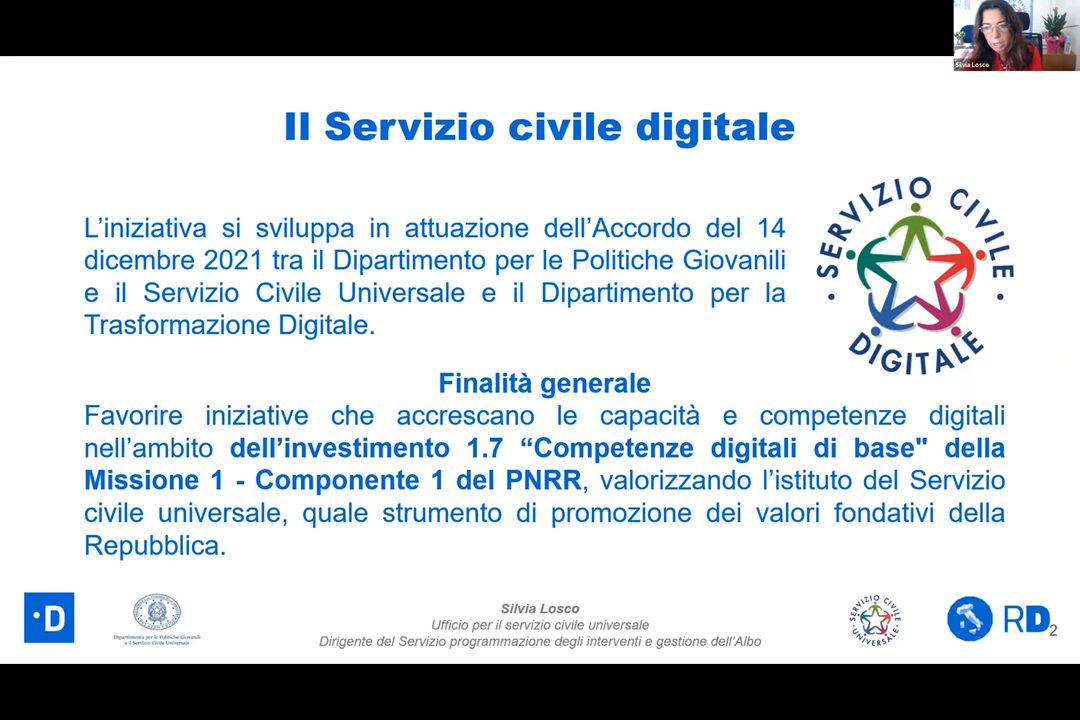 Silvia Losco
Il Servizio civile digitale
L'iniziativa si sviluppa in attuazione dell'Accordo del 14
dicembre 2021 tra il Dipartimento per le Politiche Giovanili
e il Servizio Civile Universale e il Dipartimento per la
Trasformazione Digitale.
SERVIZIO CIVILE
DIGITALE
Finalità generale
Favorire iniziative che accrescano le capacità e competenze digitali
nell'ambito dell'investimento 1.7 “Competenze digitali di base" della
Missione 1 - Componente 1 del PNRR, valorizzando l'istituto del Servizio
civile universale, quale strumento di promozione dei valori fondativi della
Repubblica.
D
Dipartimento per le Politiche Giovanili
e il Servizio Civile Universale
Silvia Losco
Ufficio per il servizio civile universale
Dirigente del Servizio programmazione degli interventi e gestione dell'Albo
SERVIZIO CIVILE
UNIVERSALE
RD
2